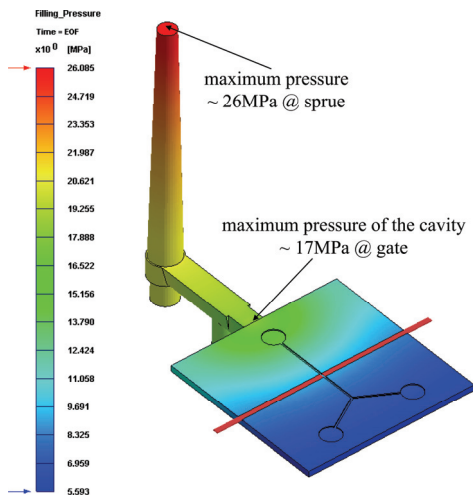 Filling_Pressure
Time = EOF
x10⁰ [MPa]
26.085
24.719
23.353
21.987
20.621
19.255
17.888
16.522
15.156
13.790
12.424
11.058
9.691
8.325
6.959
5.593
maximum pressure
~ 26MPa @ sprue
maximum pressure of the cavity
~ 17MPa @ gate